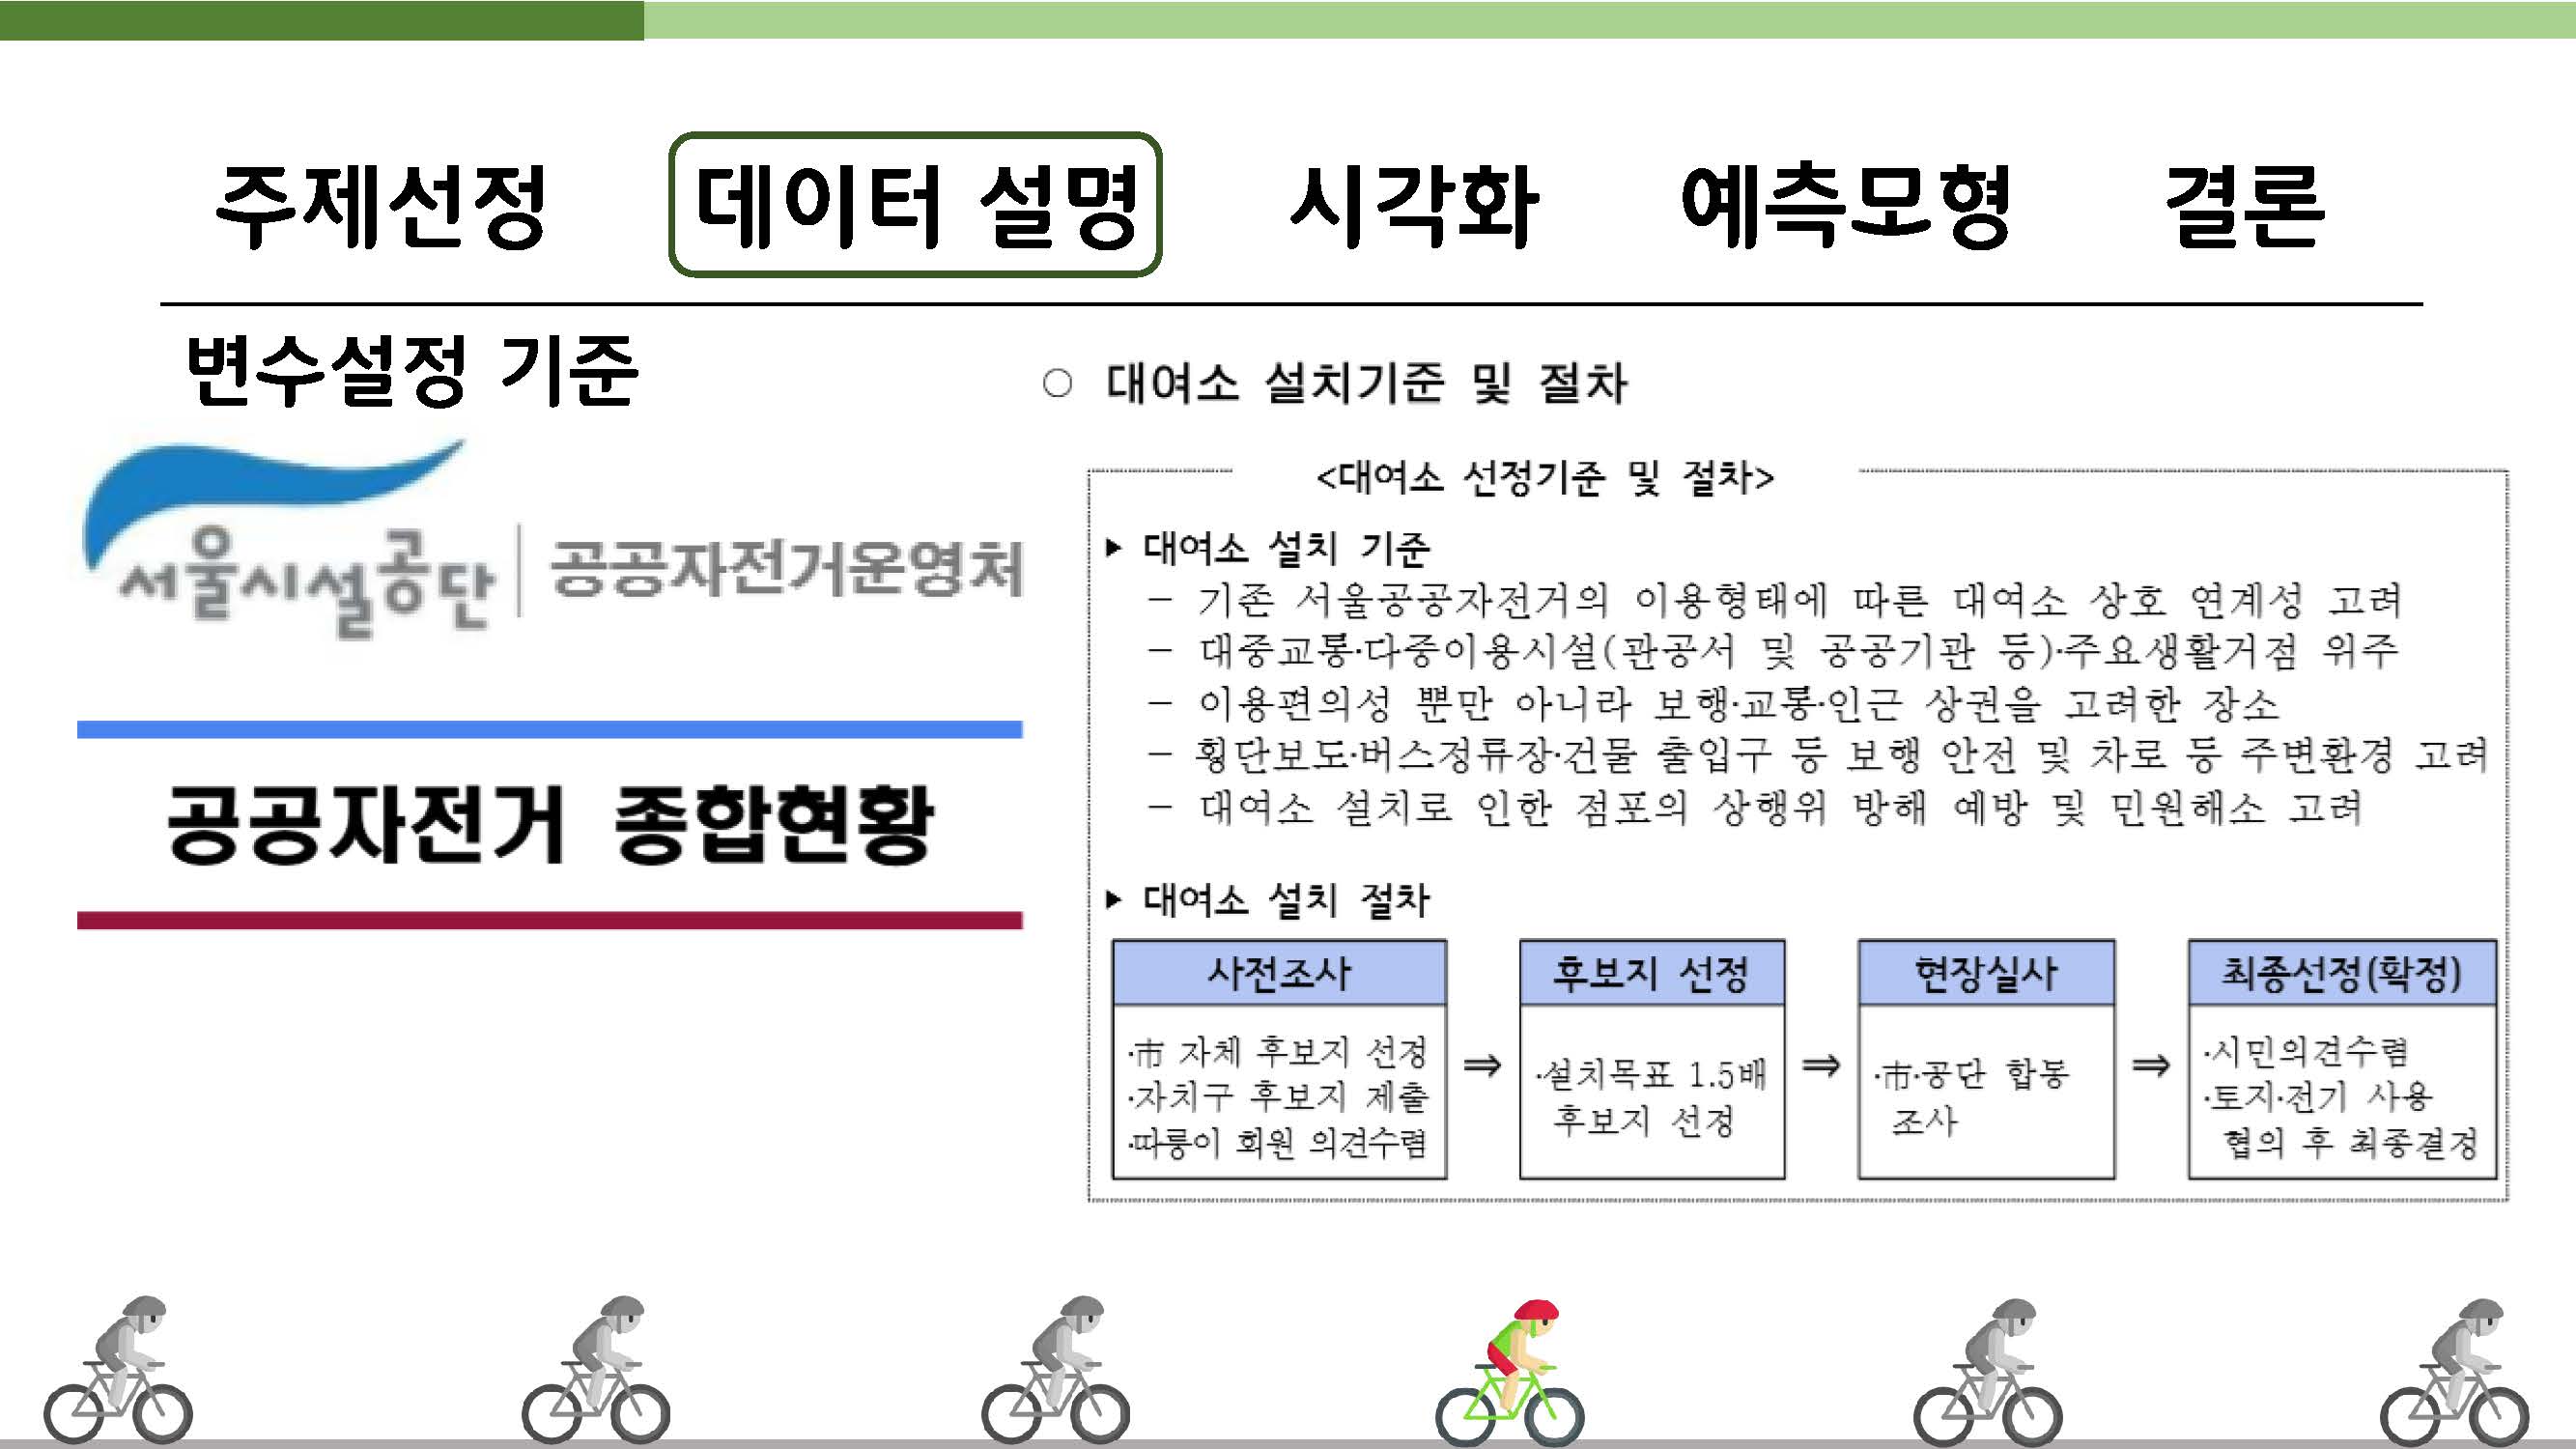 주제선정 데이터 설명 시각화 예측모형 결론
변수설정 기준
서울시설공단 공공자전거운영처
공공자전거 종합현황
○ 대여소 설치기준 및 절차
<대여소 선정기준 및 절차>
▶ 대여소 설치 기준
- 기존 서울공공자전거의 이용형태에 따른 대여소 상호 연계성 고려
- 대중교통·다중이용시설(관공서 및 공공기관 등)·주요생활거점 위주
- 이용편의성 뿐만 아니라 보행·교통·인근 상권을 고려한 장소
- 횡단보도·버스정류장·건물 출입구 등 보행 안전 및 차로 등 주변환경 고려
- 대여소 설치로 인한 점포의 상행위 방해 예방 및 민원해소 고려
▶ 대여소 설치 절차
사전조사
·市 자체 후보지 선정
·자치구 후보지 제출
·따릉이 회원 의견수렴
⇒
후보지 선정
·설치목표 1.5배
후보지 선정
⇒
현장실사
·市·공단 합동
조사
⇒
최종선정(확정)
·시민의견수렴
·토지·전기 사용
협의 후 최종결정